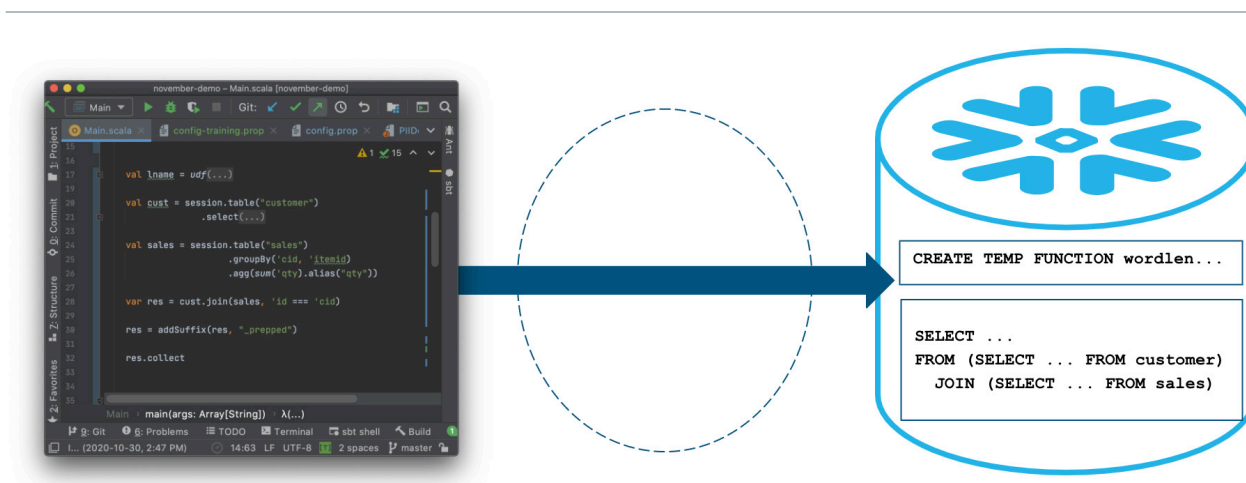 november-demo – Main.scala [november-demo]
Main
Git:
Main.scala
config-training.prop
config.prop
1: Project
0: Commit
7: Structure
2: Favorites
Ant
sbt
1 15
15
16
17 val lname = udf(...)
19
20 val cust = session.table("customer")
21 .select(...)
23
24 val sales = session.table("sales")
25 .groupBy('cid, 'itemid)
26 .agg(sum('qty).alias("qty"))
27
28 var res = cust.join(sales, 'id === 'cid)
29
30 res = addSuffix(res, "_prepped")
31
32 res.collect
33
34
35
Main main(args: Array[String]) λ(...)
9: Git 6: Problems TODO Terminal sbt shell Build 1
I... (2020-10-30, 2:47 PM) 14:63 LF UTF-8 2 spaces master
CREATE TEMP FUNCTION wordlen...
SELECT ...
FROM (SELECT ... FROM customer)
JOIN (SELECT ... FROM sales)